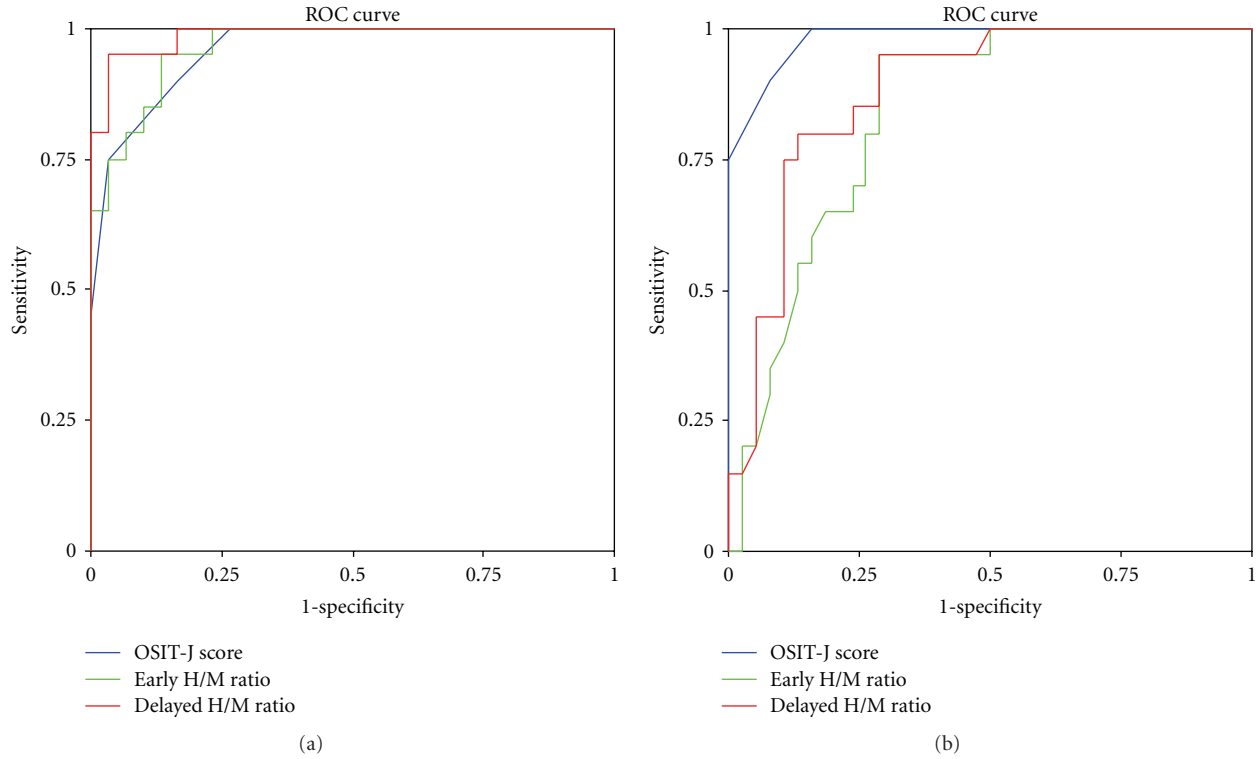 ROC curve
1
0.75
0.5
0.25
0
Sensitivity
0 0.25 0.5 0.75 1
1-specificity
OSIT-J score
Early H/M ratio
Delayed H/M ratio
(a)
ROC curve
1
0.75
0.5
0.25
0
Sensitivity
0 0.25 0.5 0.75 1
1-specificity
OSIT-J score
Early H/M ratio
Delayed H/M ratio
(b)